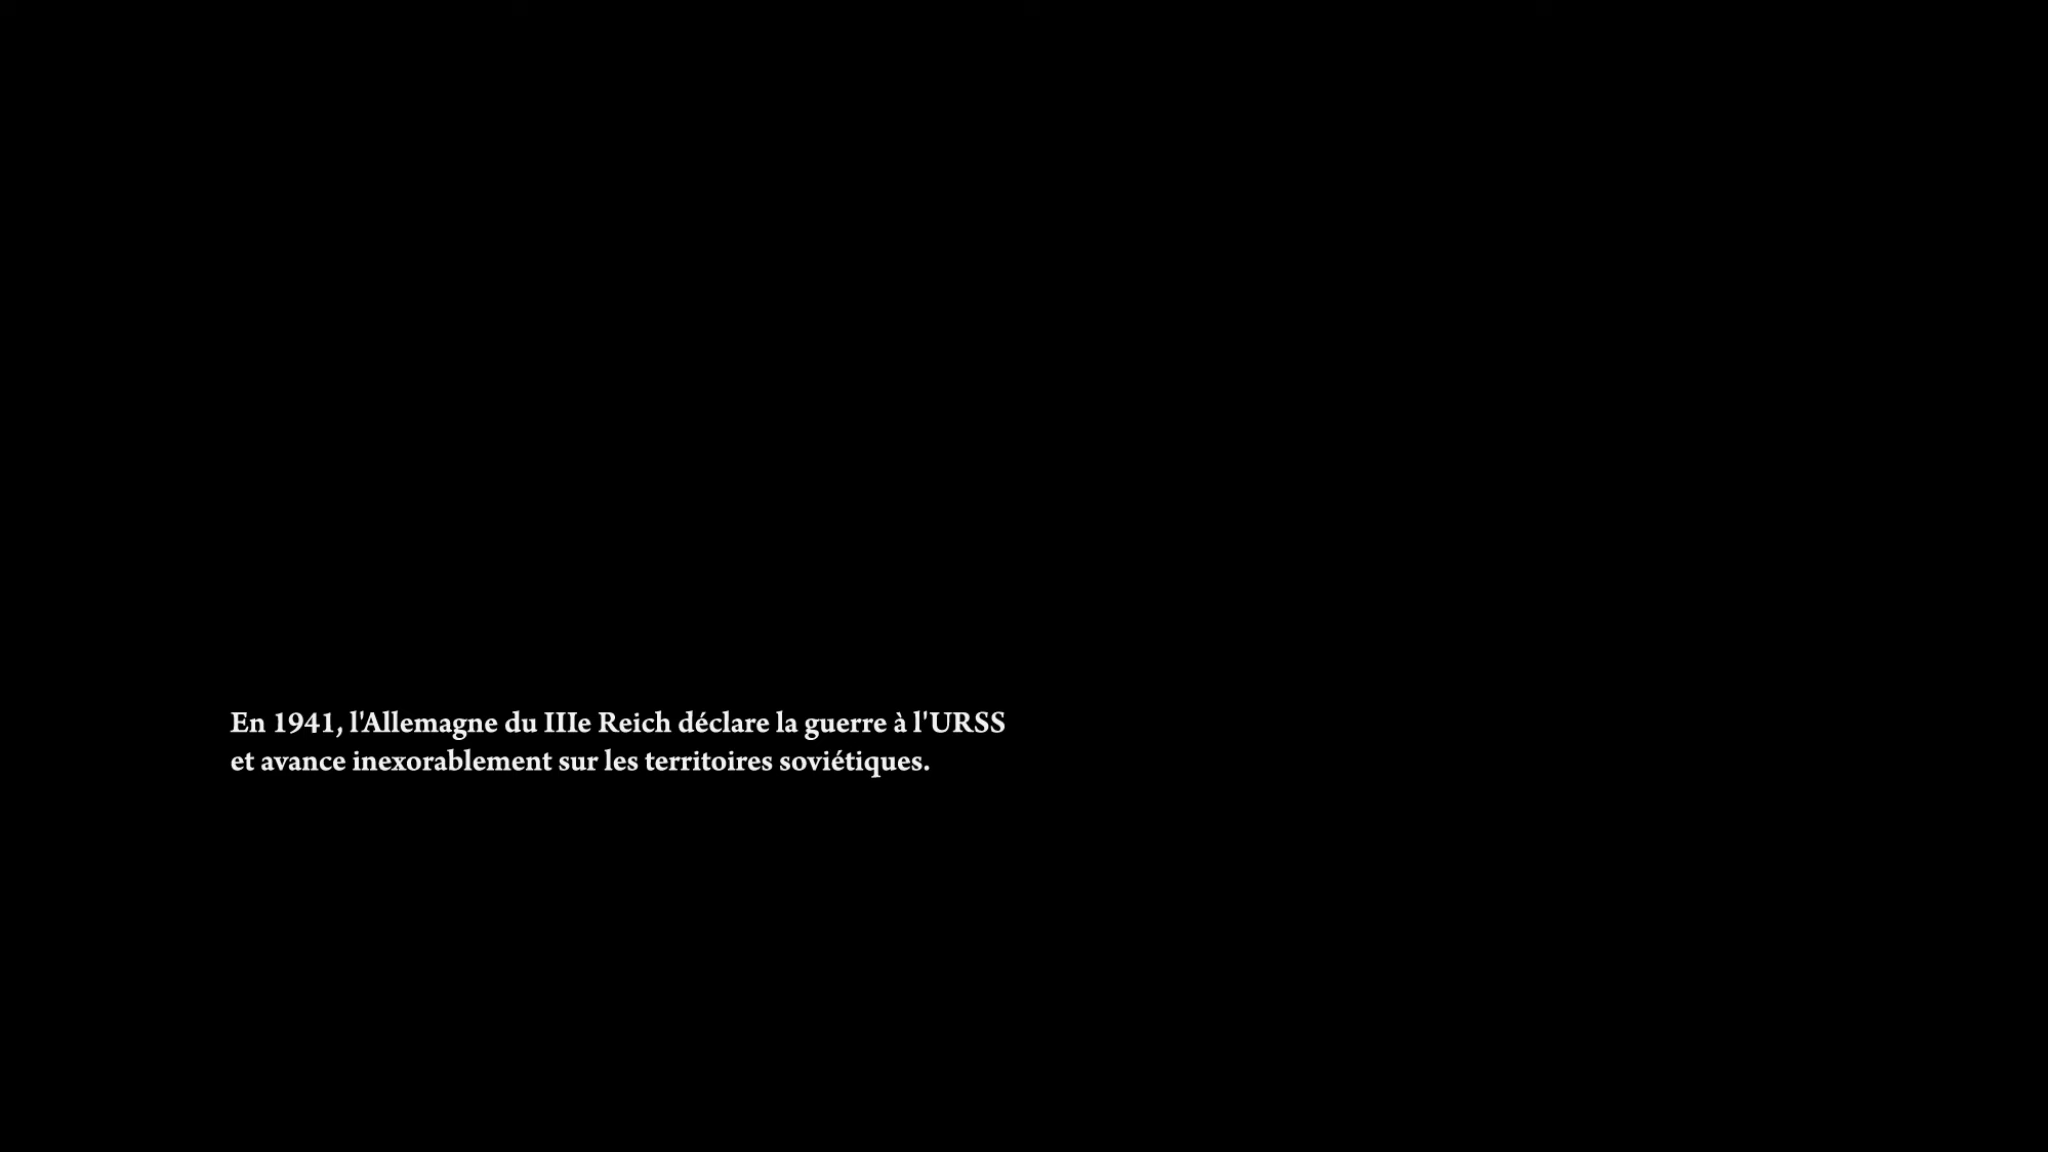 En 1941, l'Allemagne du IIIe Reich déclare la guerre à l'URSS
et avance inexorablement sur les territoires soviétiques.